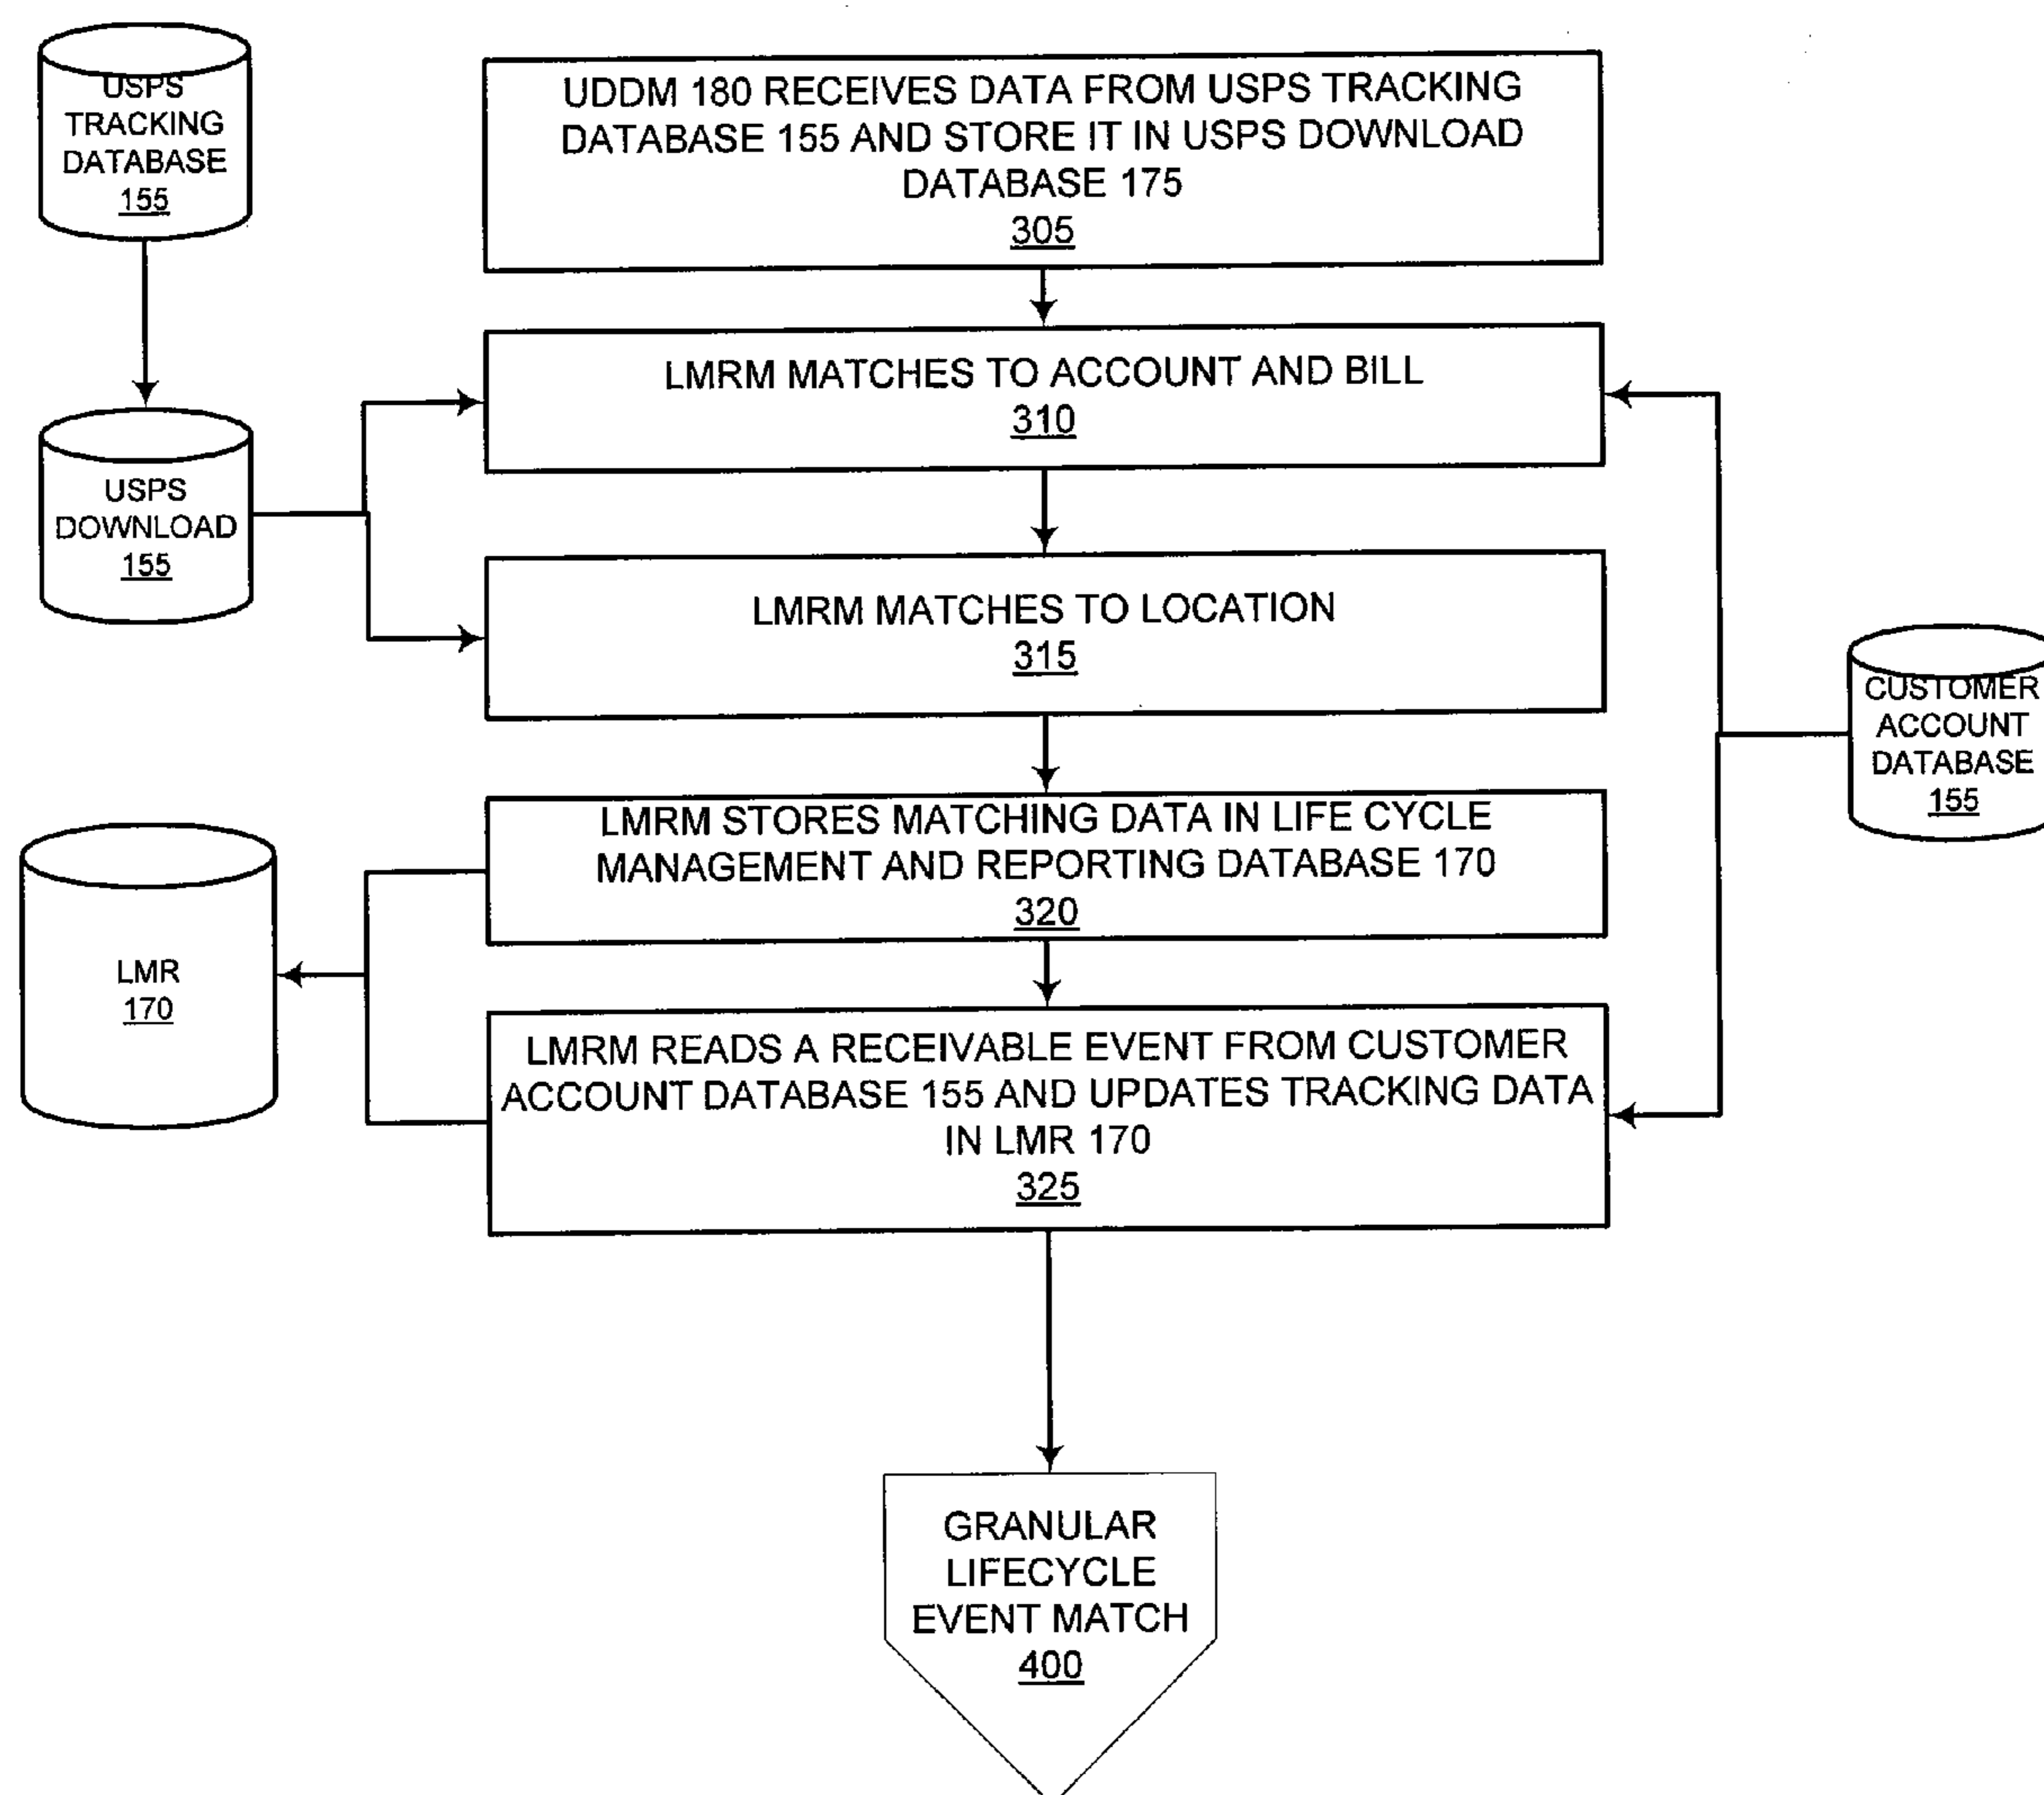 USPS
TRACKING
DATABASE
155
UDDM 180 RECEIVES DATA FROM USPS TRACKING
DATABASE 155 AND STORE IT IN USPS DOWNLOAD
DATABASE 175
305
LMRM MATCHES TO ACCOUNT AND BILL
310
USPS
DOWNLOAD
155
LMRM MATCHES TO LOCATION
315
CUSTOMER
ACCOUNT
DATABASE
155
LMRM STORES MATCHING DATA IN LIFE CYCLE
MANAGEMENT AND REPORTING DATABASE 170
320
LMR
170
LMRM READS A RECEIVABLE EVENT FROM CUSTOMER
ACCOUNT DATABASE 155 AND UPDATES TRACKING DATA
IN LMR 170
325
GRANULAR
LIFECYCLE
EVENT MATCH
400